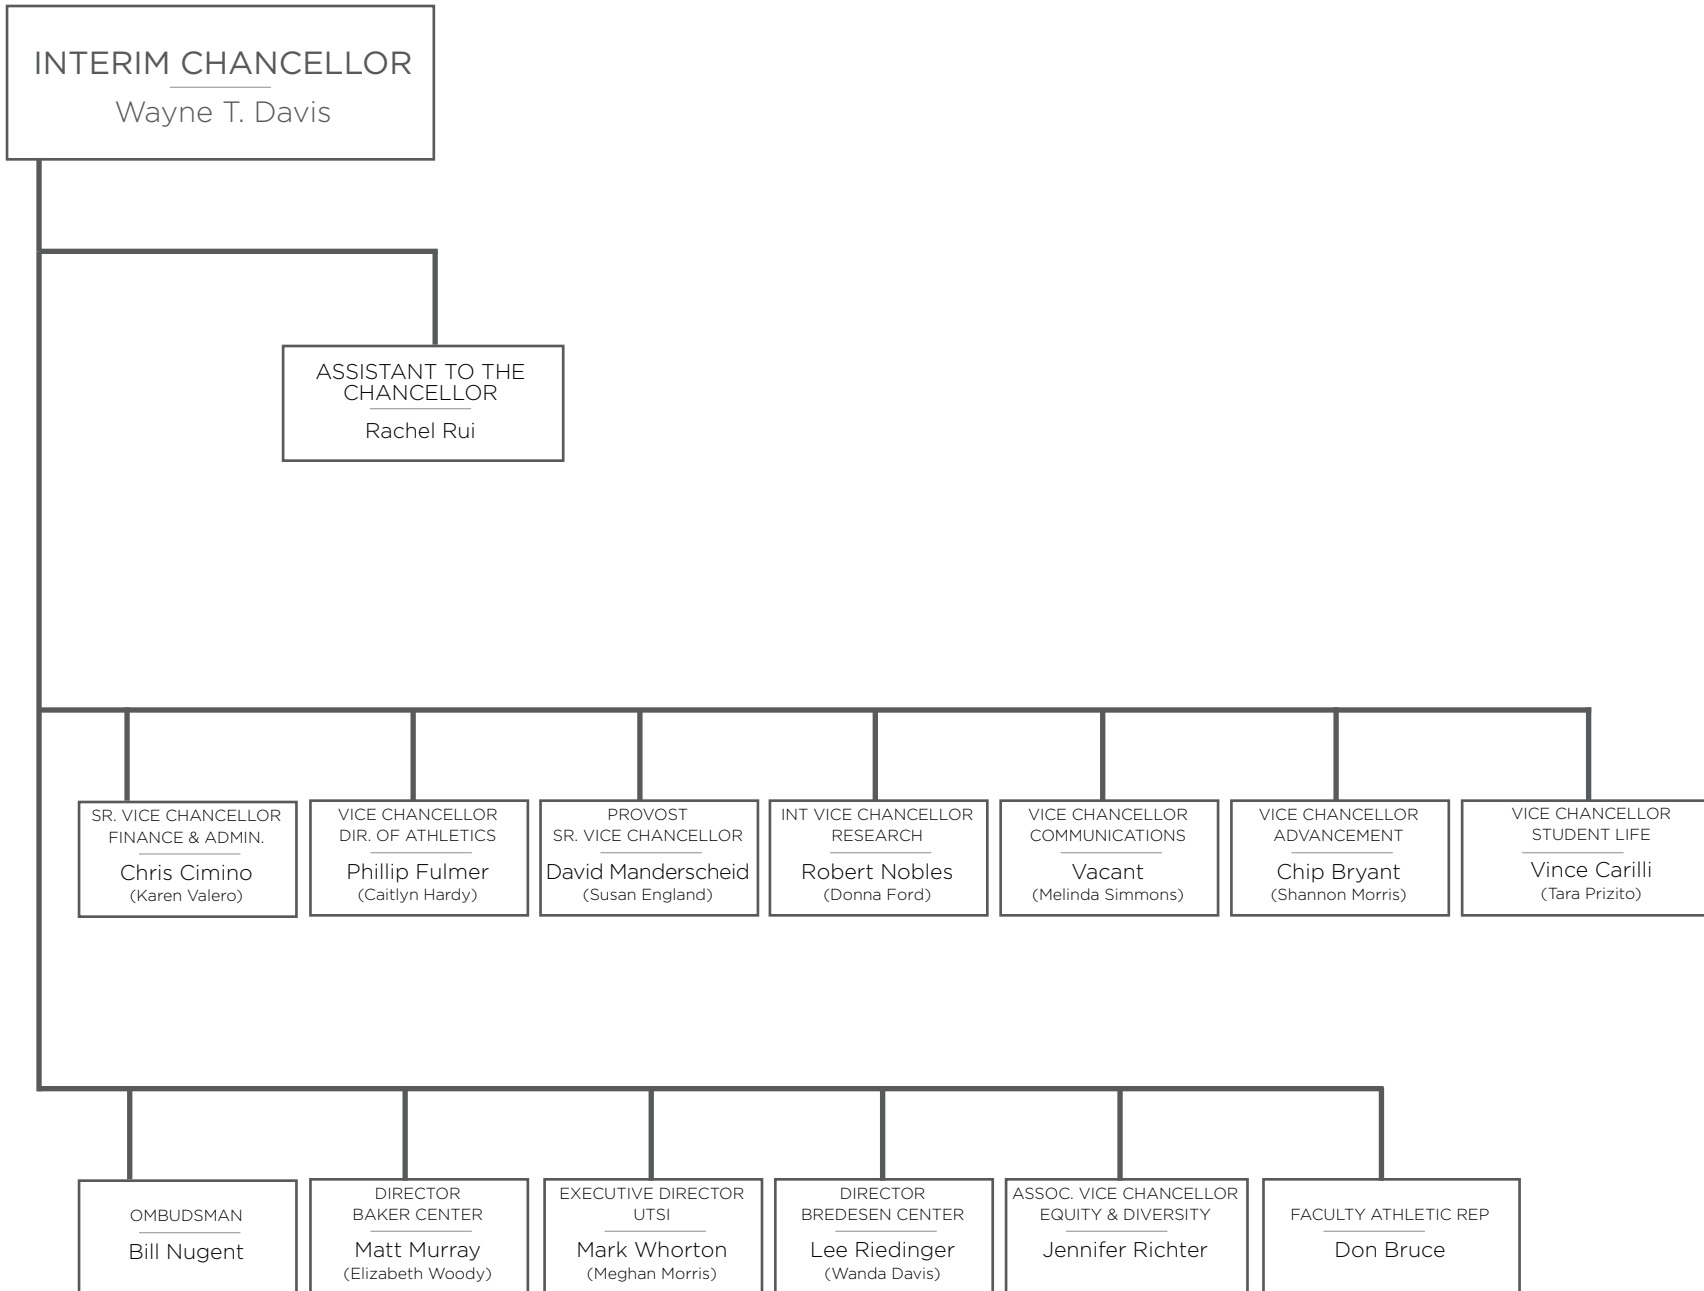 INTERIM CHANCELLOR
Wayne T. Davis
ASSISTANT TO THE
CHANCELLOR
Rachel Rui
SR. VICE CHANCELLOR
FINANCE & ADMIN.
Chris Cimino
(Karen Valero)
VICE CHANCELLOR
DIR. OF ATHLETICS
Phillip Fulmer
(Caitlyn Hardy)
PROVOST
SR. VICE CHANCELLOR
David Manderscheid
(Susan England)
INT VICE CHANCELLOR
RESEARCH
Robert Nobles
(Donna Ford)
VICE CHANCELLOR
COMMUNICATIONS
Vacant
(Melinda Simmons)
VICE CHANCELLOR
ADVANCEMENT
Chip Bryant
(Shannon Morris)
VICE CHANCELLOR
STUDENT LIFE
Vince Carilli
(Tara Prizito)
OMBUDSMAN
Bill Nugent
DIRECTOR
BAKER CENTER
Matt Murray
(Elizabeth Woody)
EXECUTIVE DIRECTOR
UTSI
Mark Whorton
(Meghan Morris)
DIRECTOR
BREDESEN CENTER
Lee Riedinger
(Wanda Davis)
ASSOC. VICE CHANCELLOR
EQUITY & DIVERSITY
Jennifer Richter
FACULTY ATHLETIC REP
Don Bruce